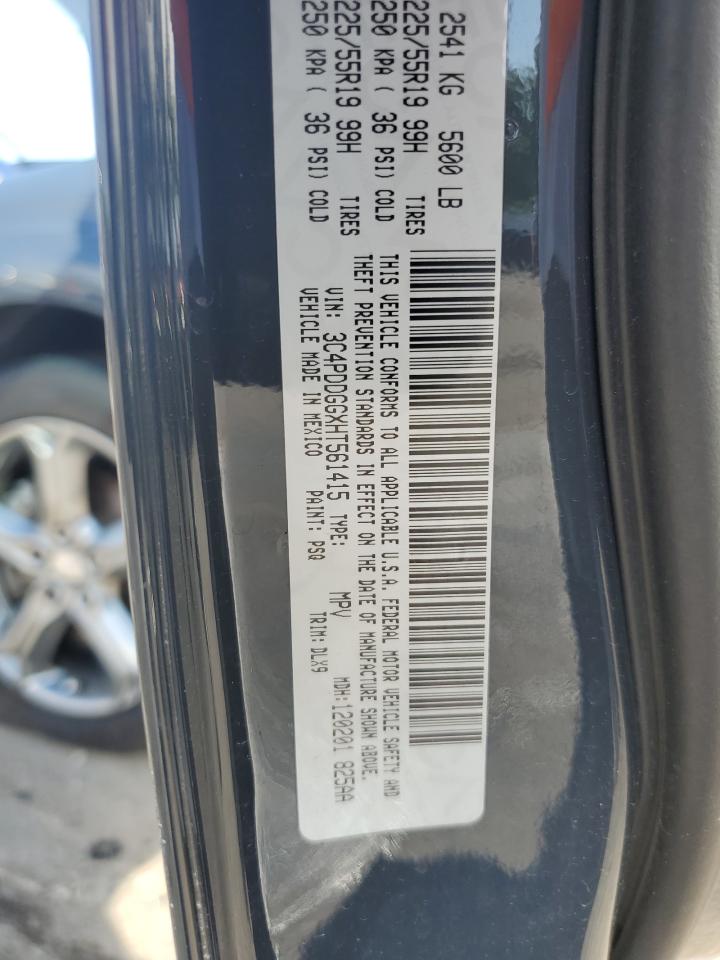 2541 KG 5600 LB
225/55R19 99H TIRES
250 KPA ( 36 PSI) COLD
225/55R19 99H TIRES
250 KPA ( 36 PSI) COLD
THIS VEHICLE CONFORMS TO ALL APPLICABLE U.S.A. FEDERAL MOTOR VEHICLE SAFETY AND
THEFT PREVENTION STANDARDS IN EFFECT ON THE DATE OF MANUFACTURE SHOWN ABOVE.
VIN: 3C4PDDGGXHT561415 TYPE: MPV MDH:120201 825AA
VEHICLE MADE IN MEXICO PAINT: PSQ TRIM: DLX9